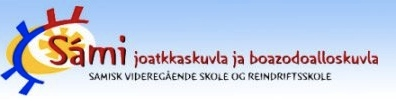 Sámi joatkkaskuvla ja boazodoalloskuvla
SAMISK VIDEREGÅENDE SKOLE OG REINDRIFTSSKOLE